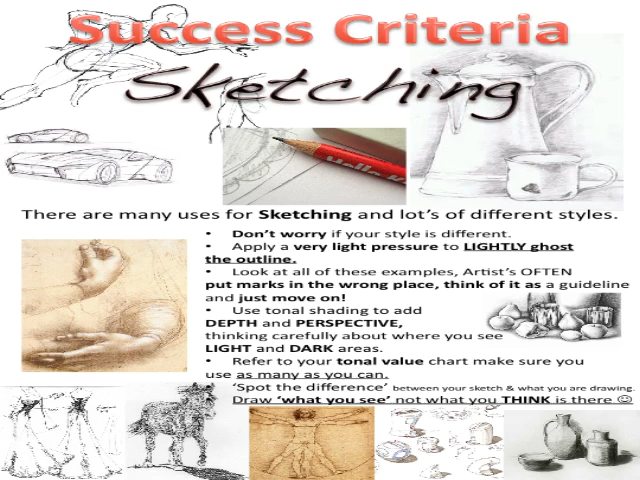 Success Criteria
Sketching
Hello K
There are many uses for Sketching and lot’s of different styles.
• Don’t worry if your style is different.
• Apply a very light pressure to LIGHTLY ghost
the outline.
• Look at all of these examples, Artist’s OFTEN
put marks in the wrong place, think of it as a guideline
and just move on!
• Use tonal shading to add
DEPTH and PERSPECTIVE,
thinking carefully about where you see
LIGHT and DARK areas.
• Refer to your tonal value chart make sure you
use as many as you can.
‘Spot the difference’ between your sketch & what you are drawing.
Draw ‘what you see’ not what you THINK is there ☺